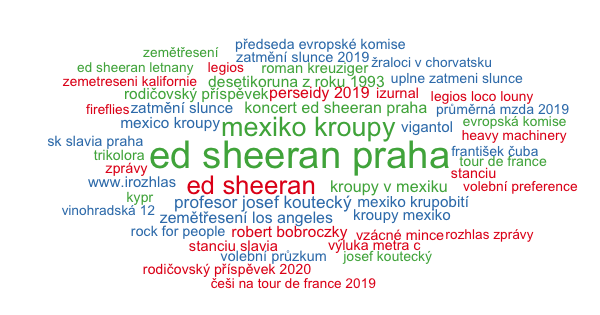 předseda evropské komise
zemětřesení
zatmění slunce 2019
žraloci v chorvatsku
ed sheeran letnany
legios
roman kreuziger
zemetreseni kalifornie
desetikoruna z roku 1993
uplne zatmeni slunce
rodičovský příspěvek
perseidy 2019
izurnal
legios loco louny
fireflies
zatmění slunce
koncert ed sheeran praha
průměrná mzda 2019
mexico kroupy
mexiko kroupy
vigantol
evropská komise
heavy machinery
sk slavia praha
trikolora
ed sheeran praha
františek čuba
tour de france
zprávy
stanciu
www.irozhlas
ed sheeran
kroupy v mexiku
volební preference
kypr
profesor josef koutecký
mexiko krupobití
vinohradská 12
zemětřesení los angeles
kroupy mexiko
rock for people
robert bobroczky
vzácné mince
rozhlas zprávy
stanciu slavia
výluka metra c
volební průzkum
josef koutecký
rodičovský příspěvek 2020
češi na tour de france 2019